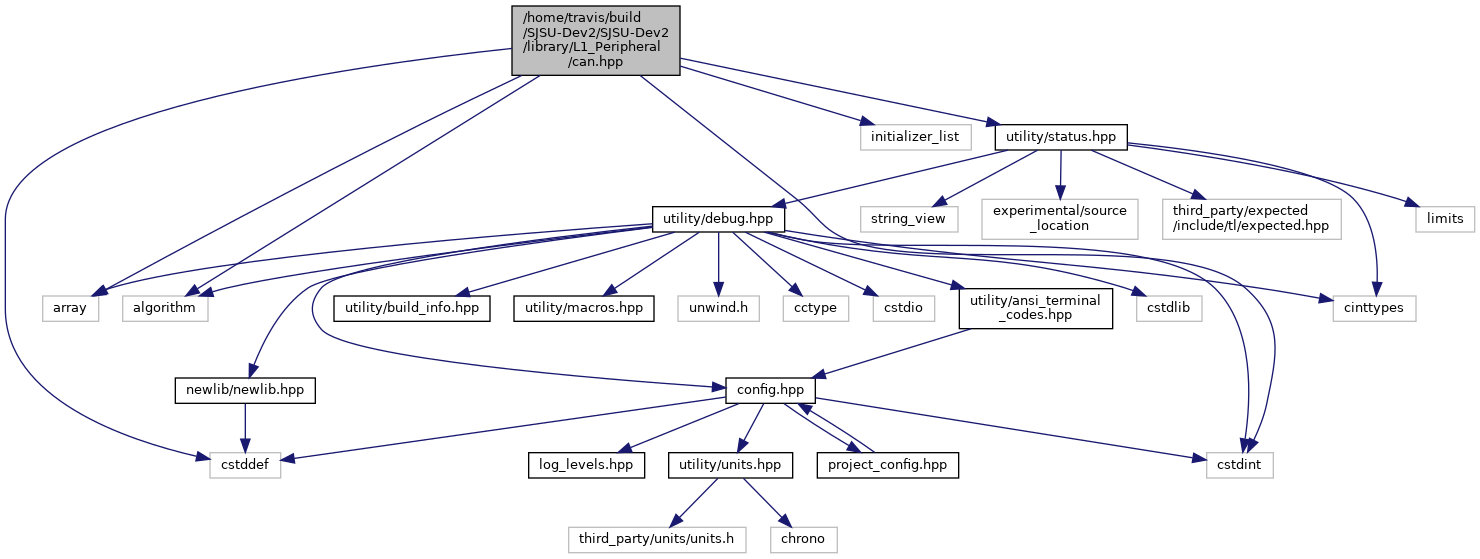 /home/travis/build
/SJSU-Dev2/SJSU-Dev2
/library/L1_Peripheral
/can.hpp
initializer_list
utility/status.hpp
utility/debug.hpp
string_view
experimental/source
_location
third_party/expected
/include/tl/expected.hpp
limits
array
algorithm
utility/build_info.hpp
utility/macros.hpp
unwind.h
cctype
cstdio
utility/ansi_terminal
_codes.hpp
cstdlib
cinttypes
newlib/newlib.hpp
config.hpp
cstddef
log_levels.hpp
utility/units.hpp
project_config.hpp
cstdint
third_party/units/units.h
chrono